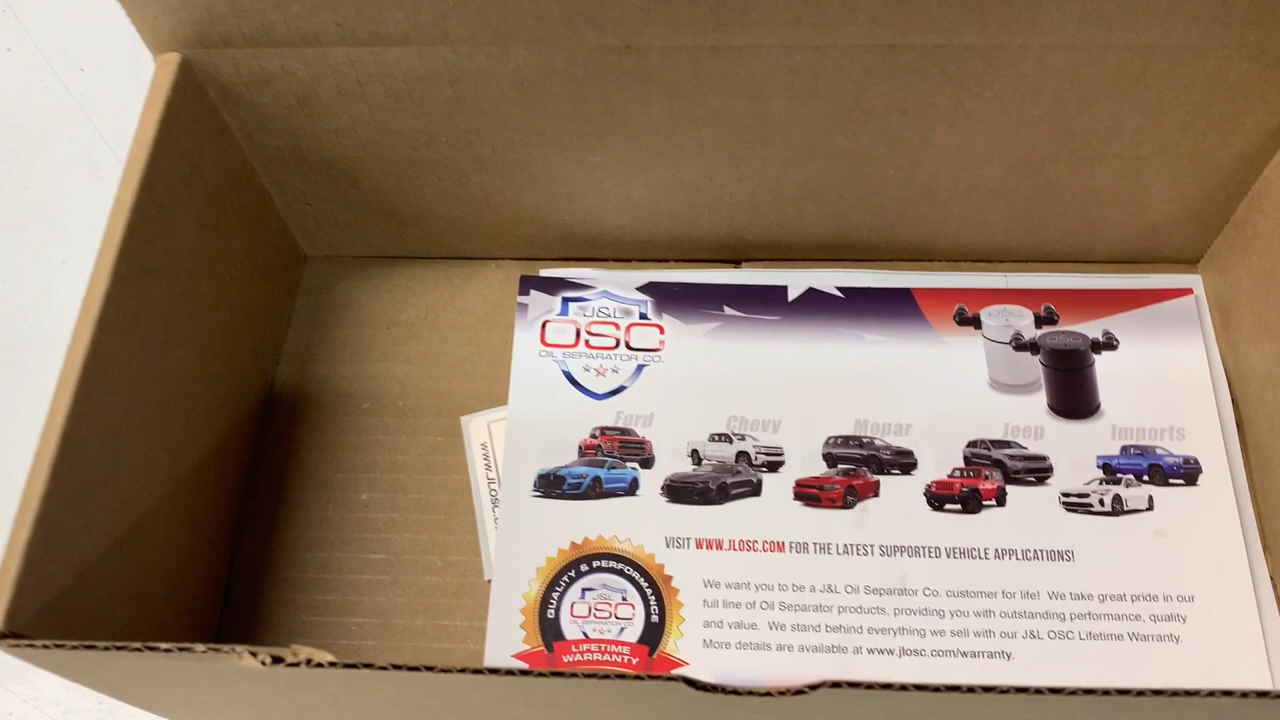 J&L
OSC
OIL SEPARATOR CO.
OSC
Ford
Chevy
Mopar
Jeep
Imports
www.JLosc.c
VISIT WWW.JLOSC.COM FOR THE LATEST SUPPORTED VEHICLE APPLICATIONS!
QUALITY & PERFORMANCE
J&L
OSC
OIL SEPARATOR CO.
LIFETIME
WARRANTY
We want you to be a J&L Oil Separator Co. customer for life! We take great pride in our
full line of Oil Separator products, providing you with outstanding performance, quality
and value. We stand behind everything we sell with our J&L OSC Lifetime Warranty.
More details are available at www.jlosc.com/warranty.